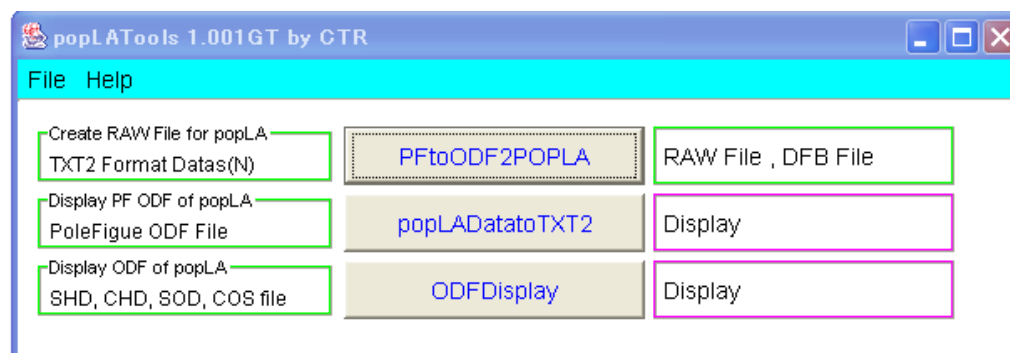 popLATools 1.001GT by CTR
File Help
Create RAW File for popLA
TXT2 Format Datas(N)
PFtoODF2POPLA
RAW File , DFB File
Display PF ODF of popLA
PoleFigue ODF File
popLADatatoTXT2
Display
Display ODF of popLA
SHD, CHD, SOD, COS file
ODFDisplay
Display